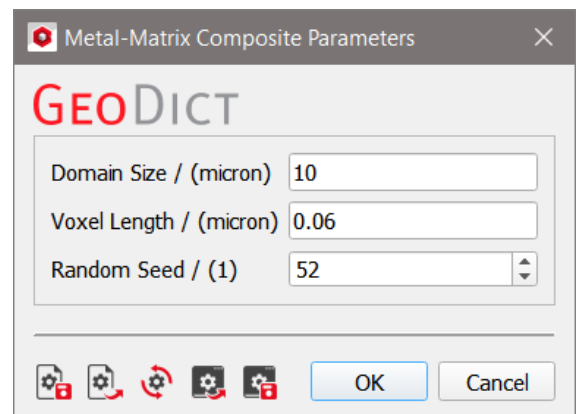 Metal-Matrix Composite Parameters
GEODICT
Domain Size / (micron) 10
Voxel Length / (micron) 0.06
Random Seed / (1) 52
OK Cancel